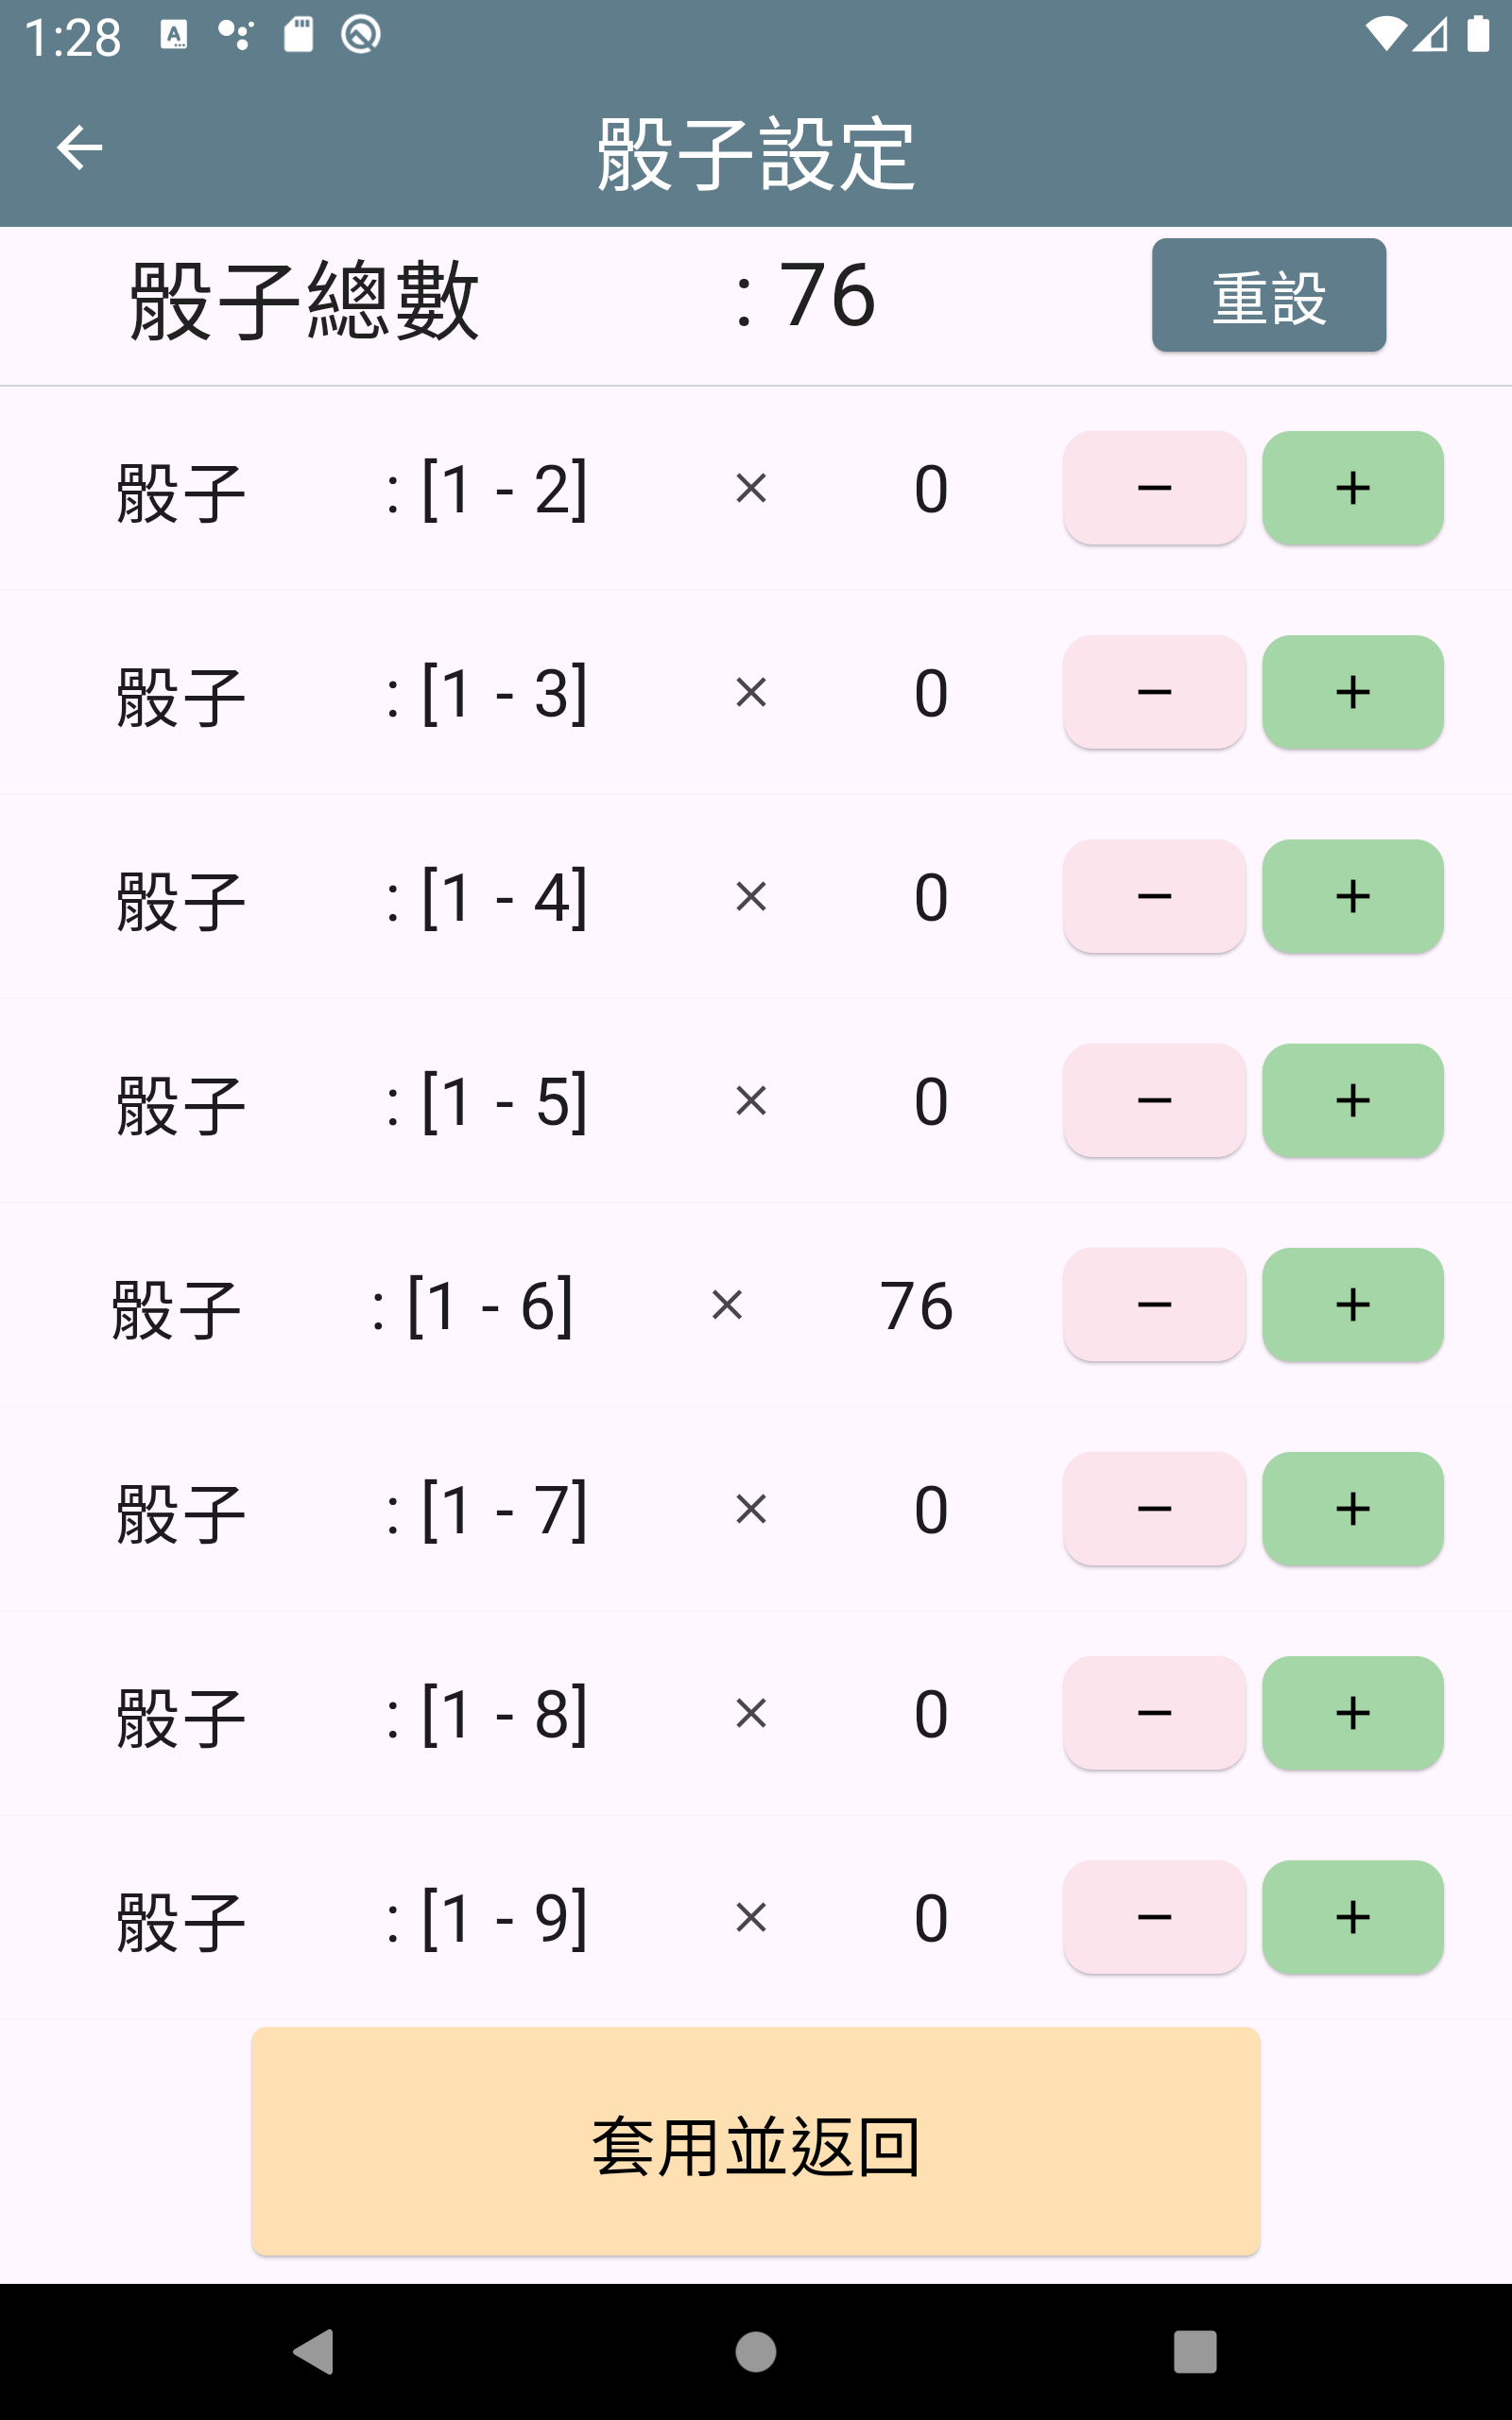 1:28
骰子設定
骰子總數 : 76 重設
骰子 : [1 - 2] × 0 − +
骰子 : [1 - 3] × 0 − +
骰子 : [1 - 4] × 0 − +
骰子 : [1 - 5] × 0 − +
骰子 : [1 - 6] × 76 − +
骰子 : [1 - 7] × 0 − +
骰子 : [1 - 8] × 0 − +
骰子 : [1 - 9] × 0 − +
套用並返回